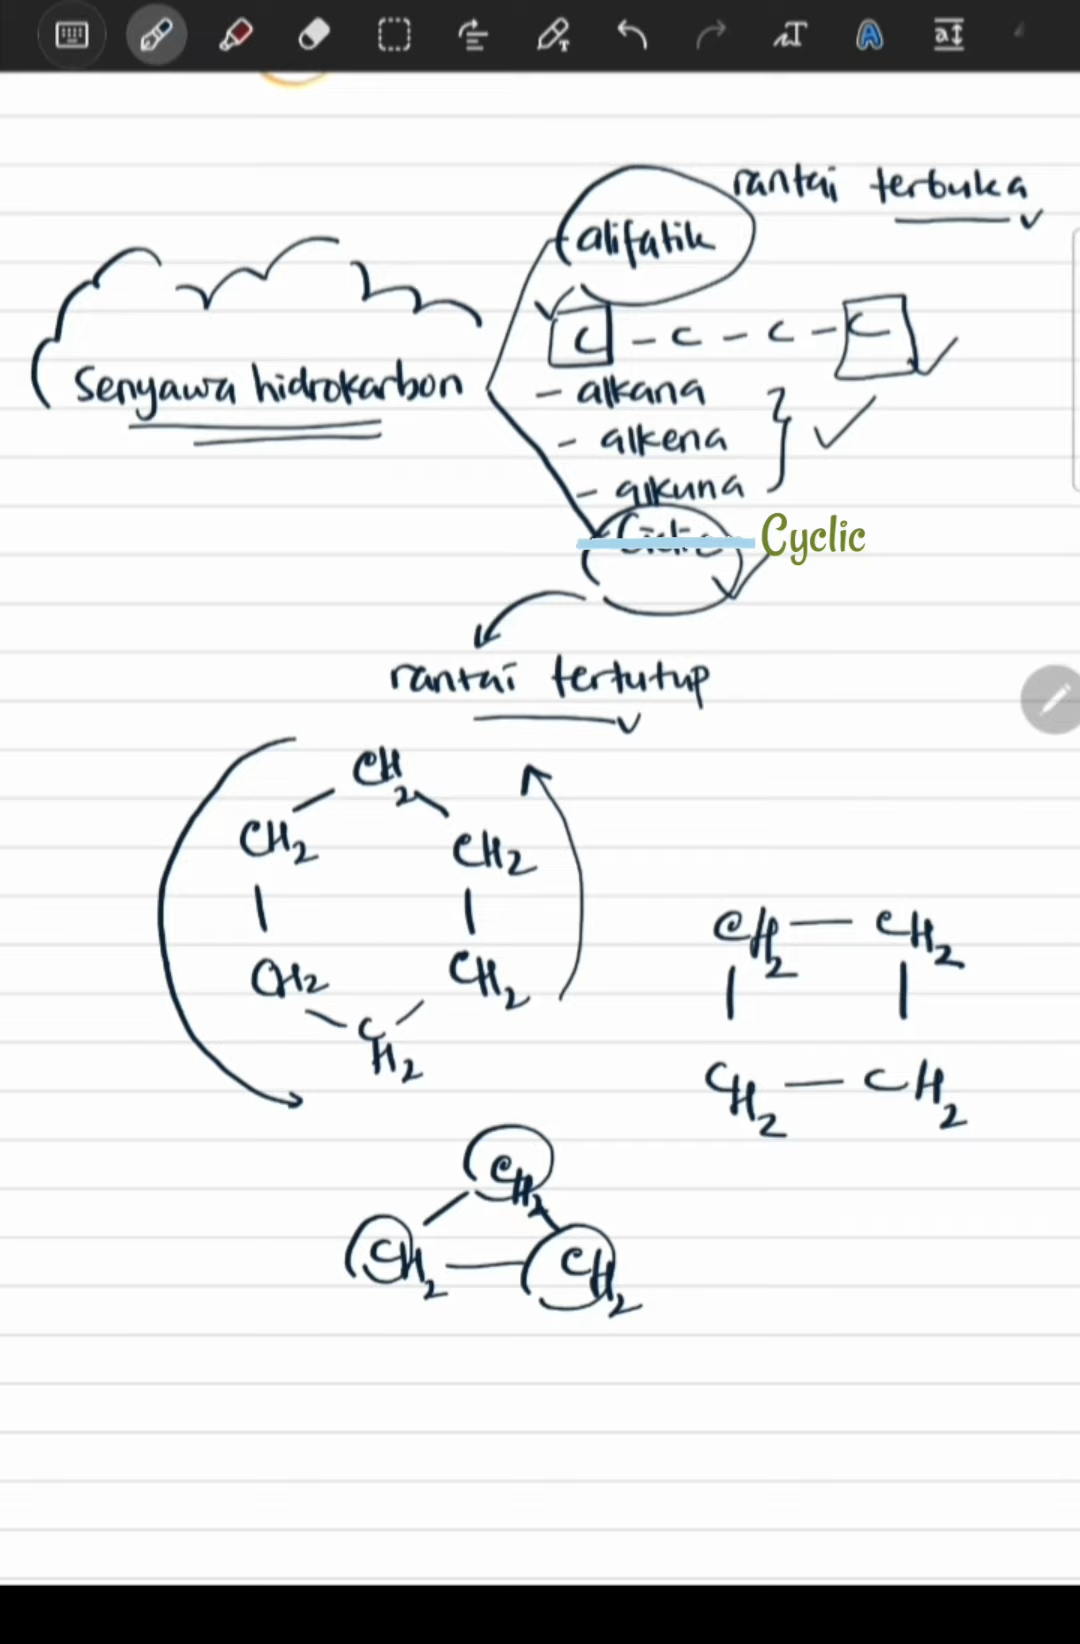 rantai terbuka
alifatik
C - C - C - C
Senyawa hidrokarbon
- alkana
- alkena
- alkuna
Cyclic
rantai tertutup
CH2
CH2 CH2
CH2 CH2
CH2
CH2 — CH2
CH2 — CH2
CH2
CH2 — CH2